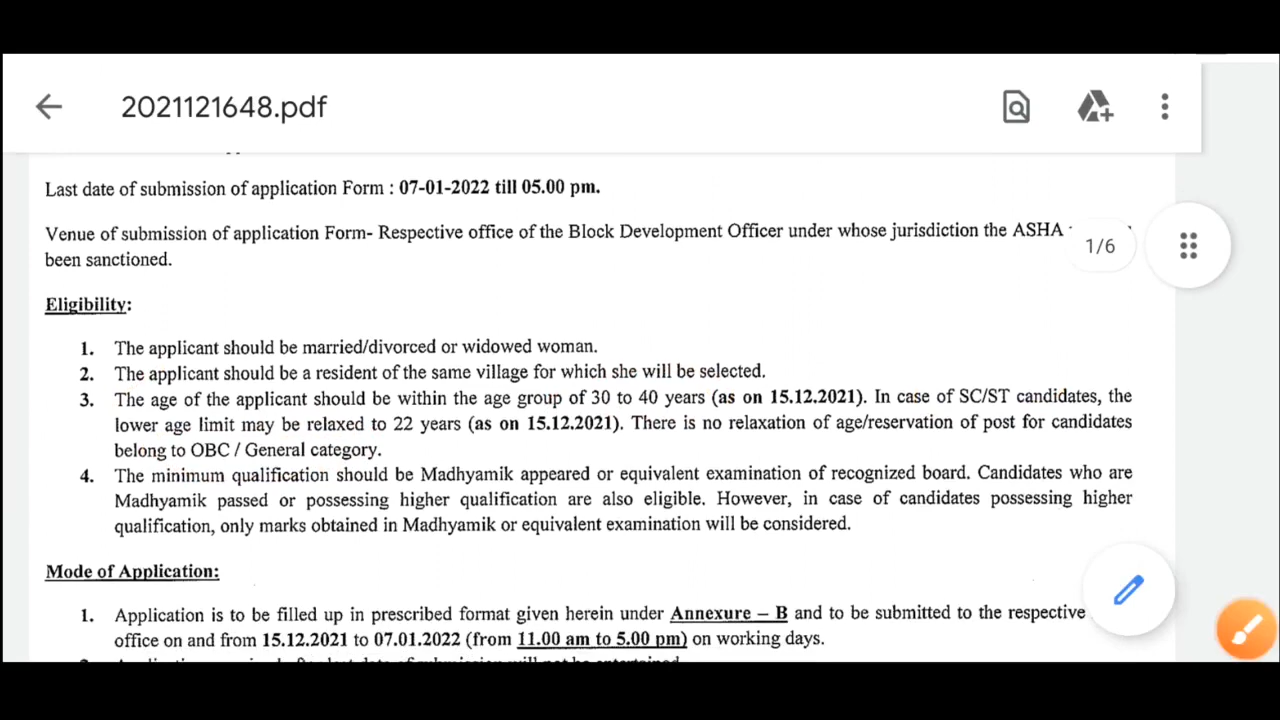 2021121648.pdf
Last date of submission of application Form : 07-01-2022 till 05.00 pm.
Venue of submission of application Form- Respective office of the Block Development Officer under whose jurisdiction the ASHA
1/6
been sanctioned.
Eligibility:
1. The applicant should be married/divorced or widowed woman.
2. The applicant should be a resident of the same village for which she will be selected.
3. The age of the applicant should be within the age group of 30 to 40 years (as on 15.12.2021). In case of SC/ST candidates, the
lower age limit may be relaxed to 22 years (as on 15.12.2021). There is no relaxation of age/reservation of post for candidates
belong to OBC / General category.
4. The minimum qualification should be Madhyamik appeared or equivalent examination of recognized board. Candidates who are
Madhyamik passed or possessing higher qualification are also eligible. However, in case of candidates possessing higher
qualification, only marks obtained in Madhyamik or equivalent examination will be considered.
Mode of Application:
1. Application is to be filled up in prescribed format given herein under Annexure – B and to be submitted to the respective
office on and from 15.12.2021 to 07.01.2022 (from 11.00 am to 5.00 pm) on working days.